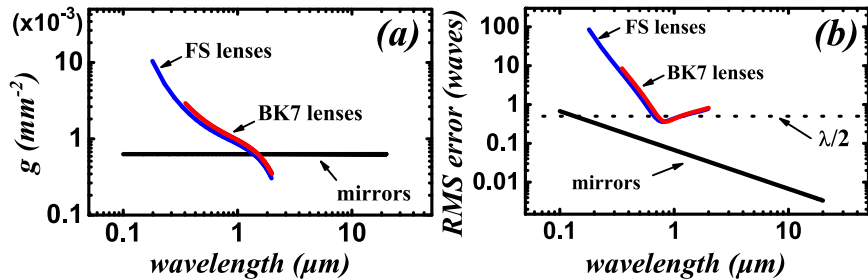 (x10⁻³)
10
1
0.1
g (mm⁻²)
FS lenses
BK7 lenses
mirrors
(a)
0.1
1
10
wavelength (μm)
100
10
1
0.1
0.01
RMS error (waves)
FS lenses
BK7 lenses
λ/2
mirrors
(b)
0.1
1
10
wavelength (μm)